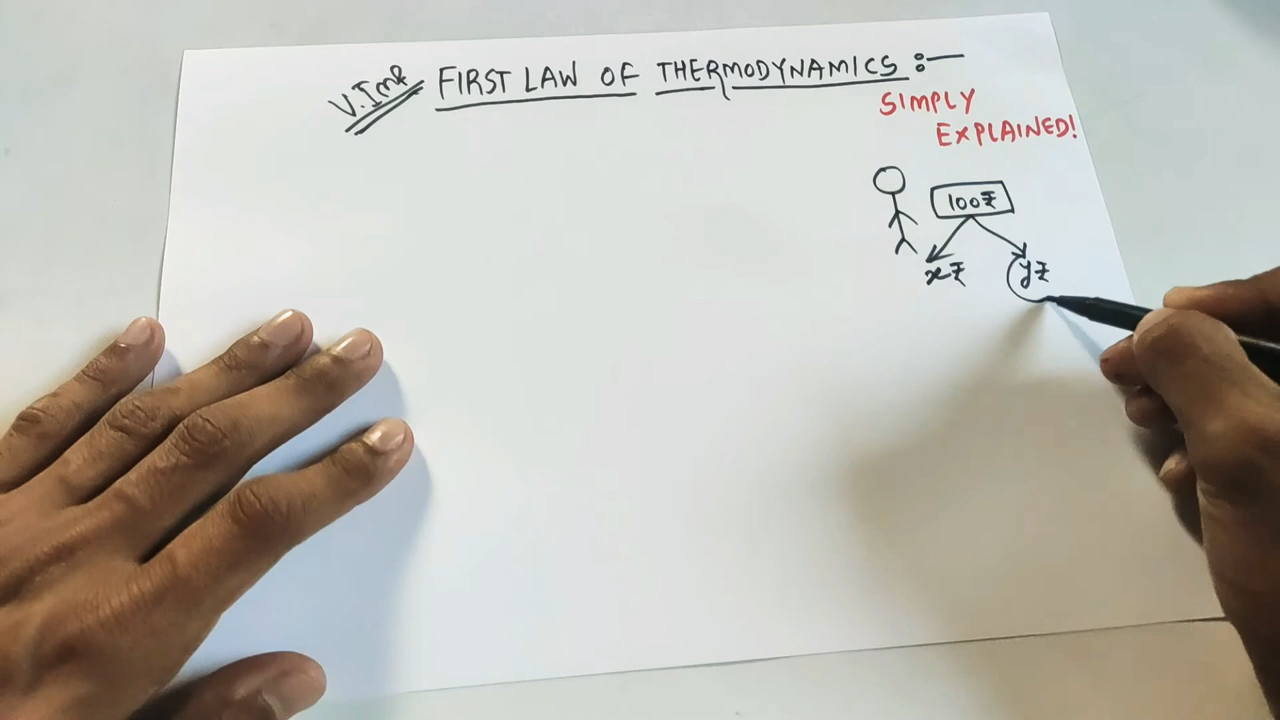 V.Imp FIRST LAW OF THERMODYNAMICS :—
SIMPLY
EXPLAINED!
100₹
x₹ y₹